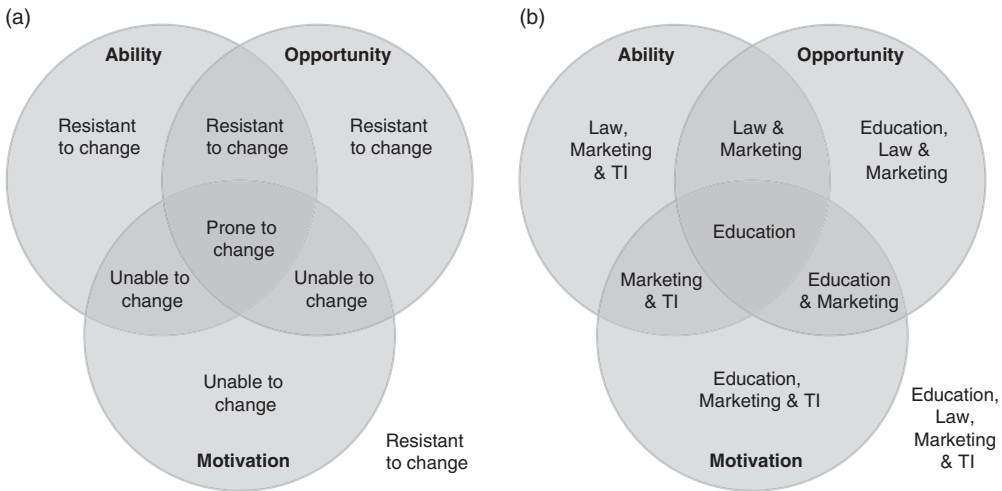 (a)
Ability
Opportunity
Resistant
to change
Resistant
to change
Resistant
to change
Prone to
change
Unable to
change
Unable to
change
Unable to
change
Motivation
Resistant
to change
(b)
Ability
Opportunity
Law,
Marketing
& TI
Law &
Marketing
Education,
Law &
Marketing
Education
Marketing
& TI
Education
& Marketing
Education,
Marketing & TI
Motivation
Education,
Law,
Marketing
& TI